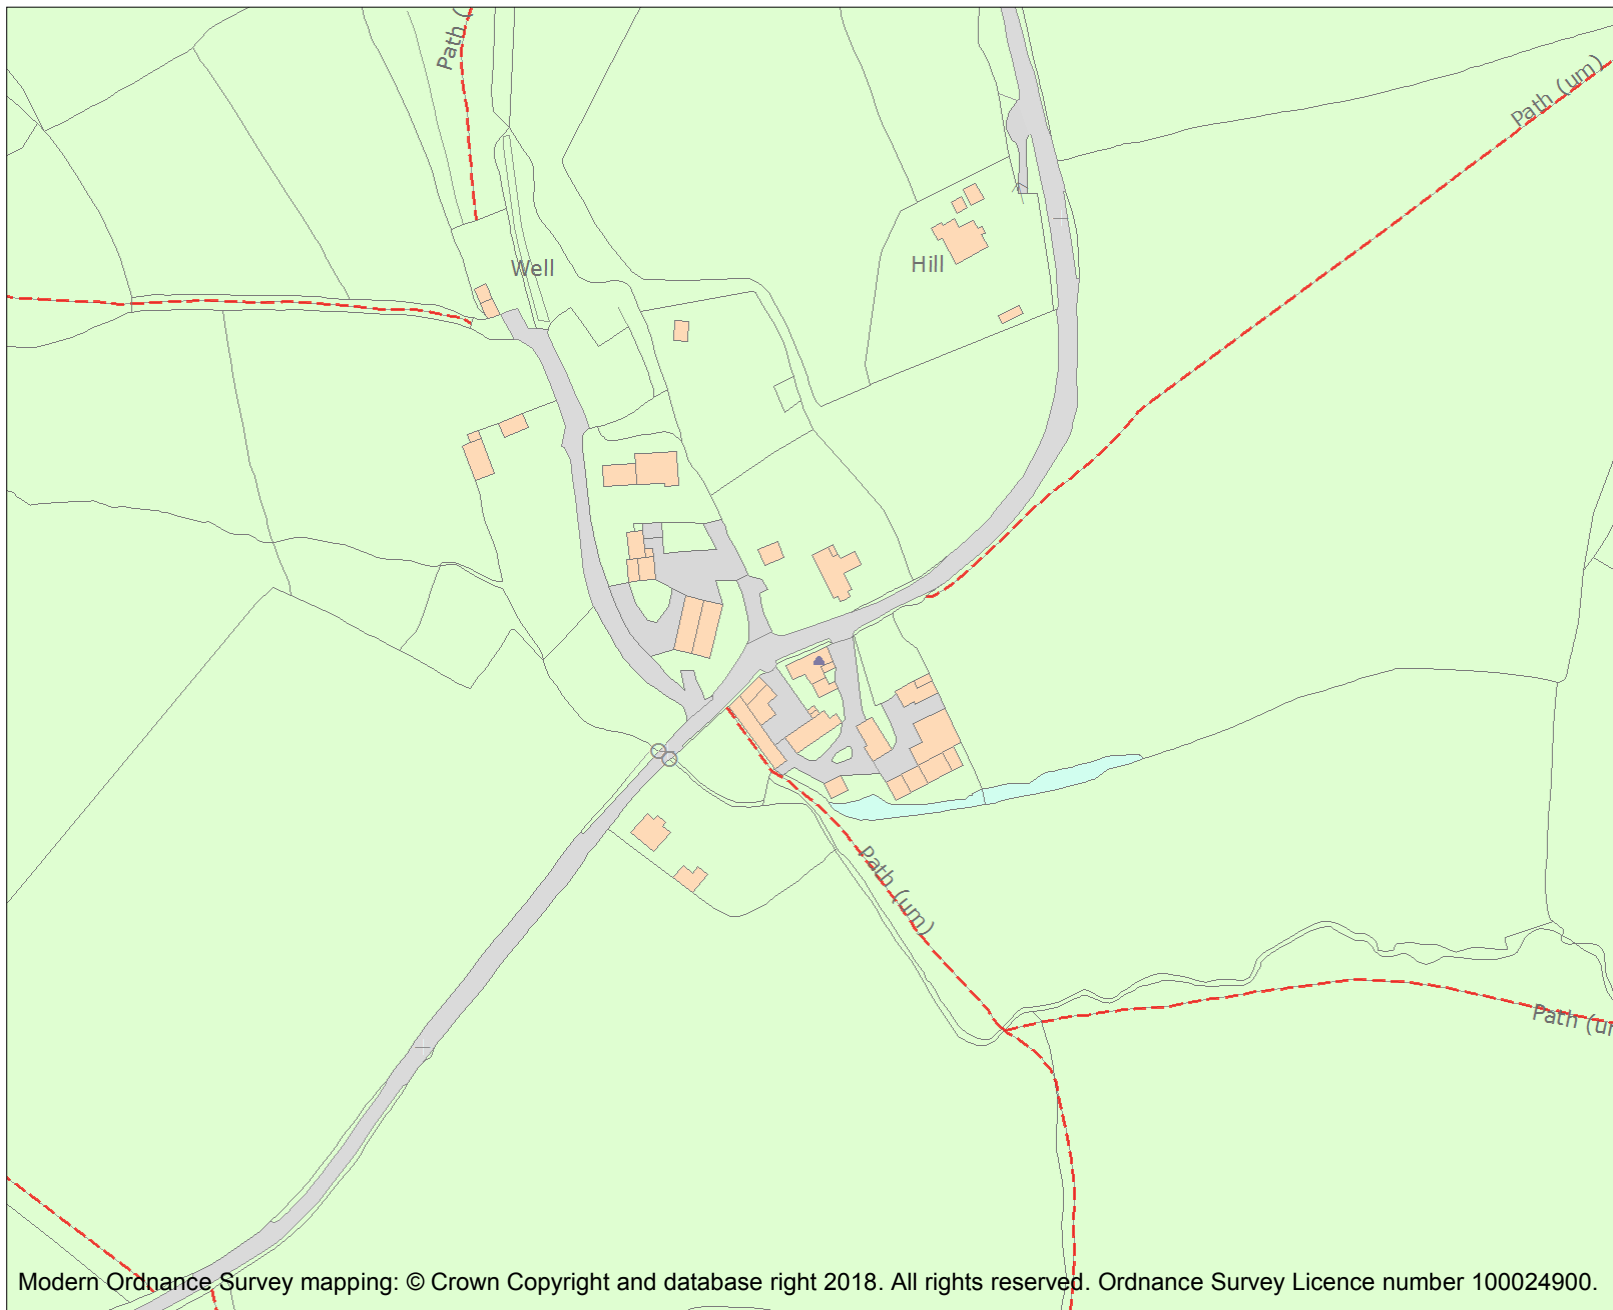 Path (
Path (um)
Well
Hill
Path (um)
Path (um
Modern Ordnance Survey mapping: © Crown Copyright and database right 2018. All rights reserved. Ordnance Survey Licence number 100024900.